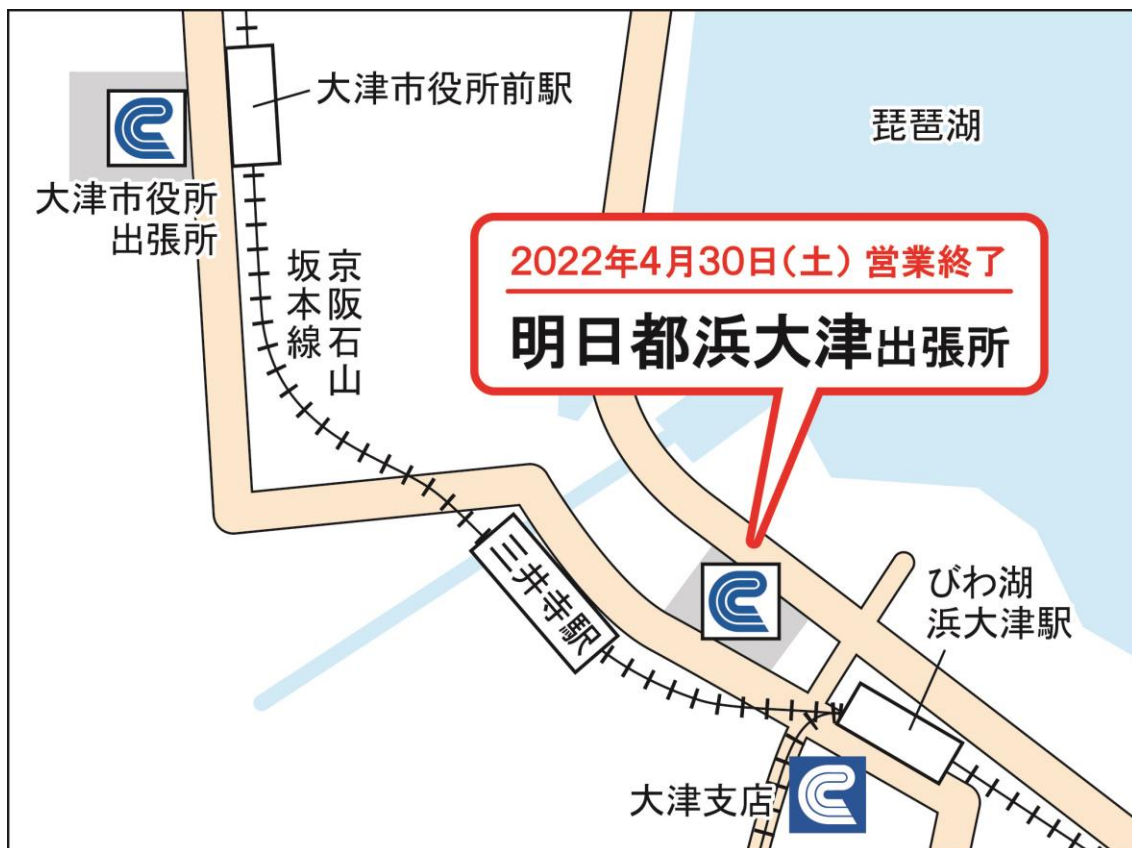 大津市役所前駅
琵琶湖
大津市役所
出張所
京阪石山
坂本線
2022年4月30日(土) 営業終了
明日都浜大津出張所
三井寺駅
びわ湖
浜大津駅
大津支店